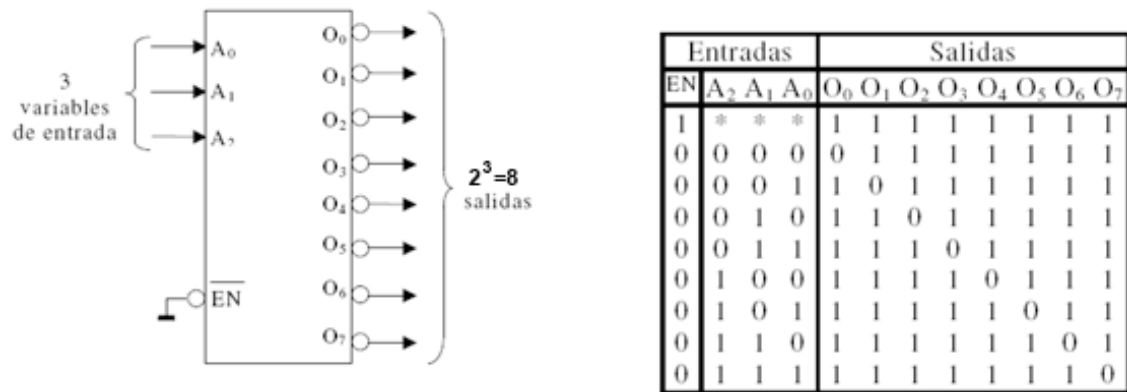 3
variables
de entrada
A₀
A₁
A₂
EN
O₀
O₁
O₂
O₃
O₄
O₅
O₆
O₇
2³=8
salidas
Entradas Salidas
EN A₂ A₁ A₀ O₀ O₁ O₂ O₃ O₄ O₅ O₆ O₇
1 * * * 1 1 1 1 1 1 1 1
0 0 0 0 0 1 1 1 1 1 1 1
0 0 0 1 1 0 1 1 1 1 1 1
0 0 1 0 1 1 0 1 1 1 1 1
0 0 1 1 1 1 1 0 1 1 1 1
0 1 0 0 1 1 1 1 0 1 1 1
0 1 0 1 1 1 1 1 1 0 1 1
0 1 1 0 1 1 1 1 1 1 0 1
0 1 1 1 1 1 1 1 1 1 1 0